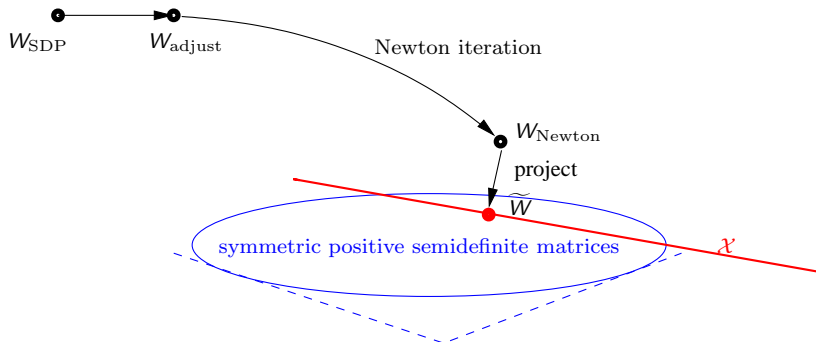 W_SDP
W_adjust
Newton iteration
W_Newton
project
W̃
symmetric positive semidefinite matrices
𝒳